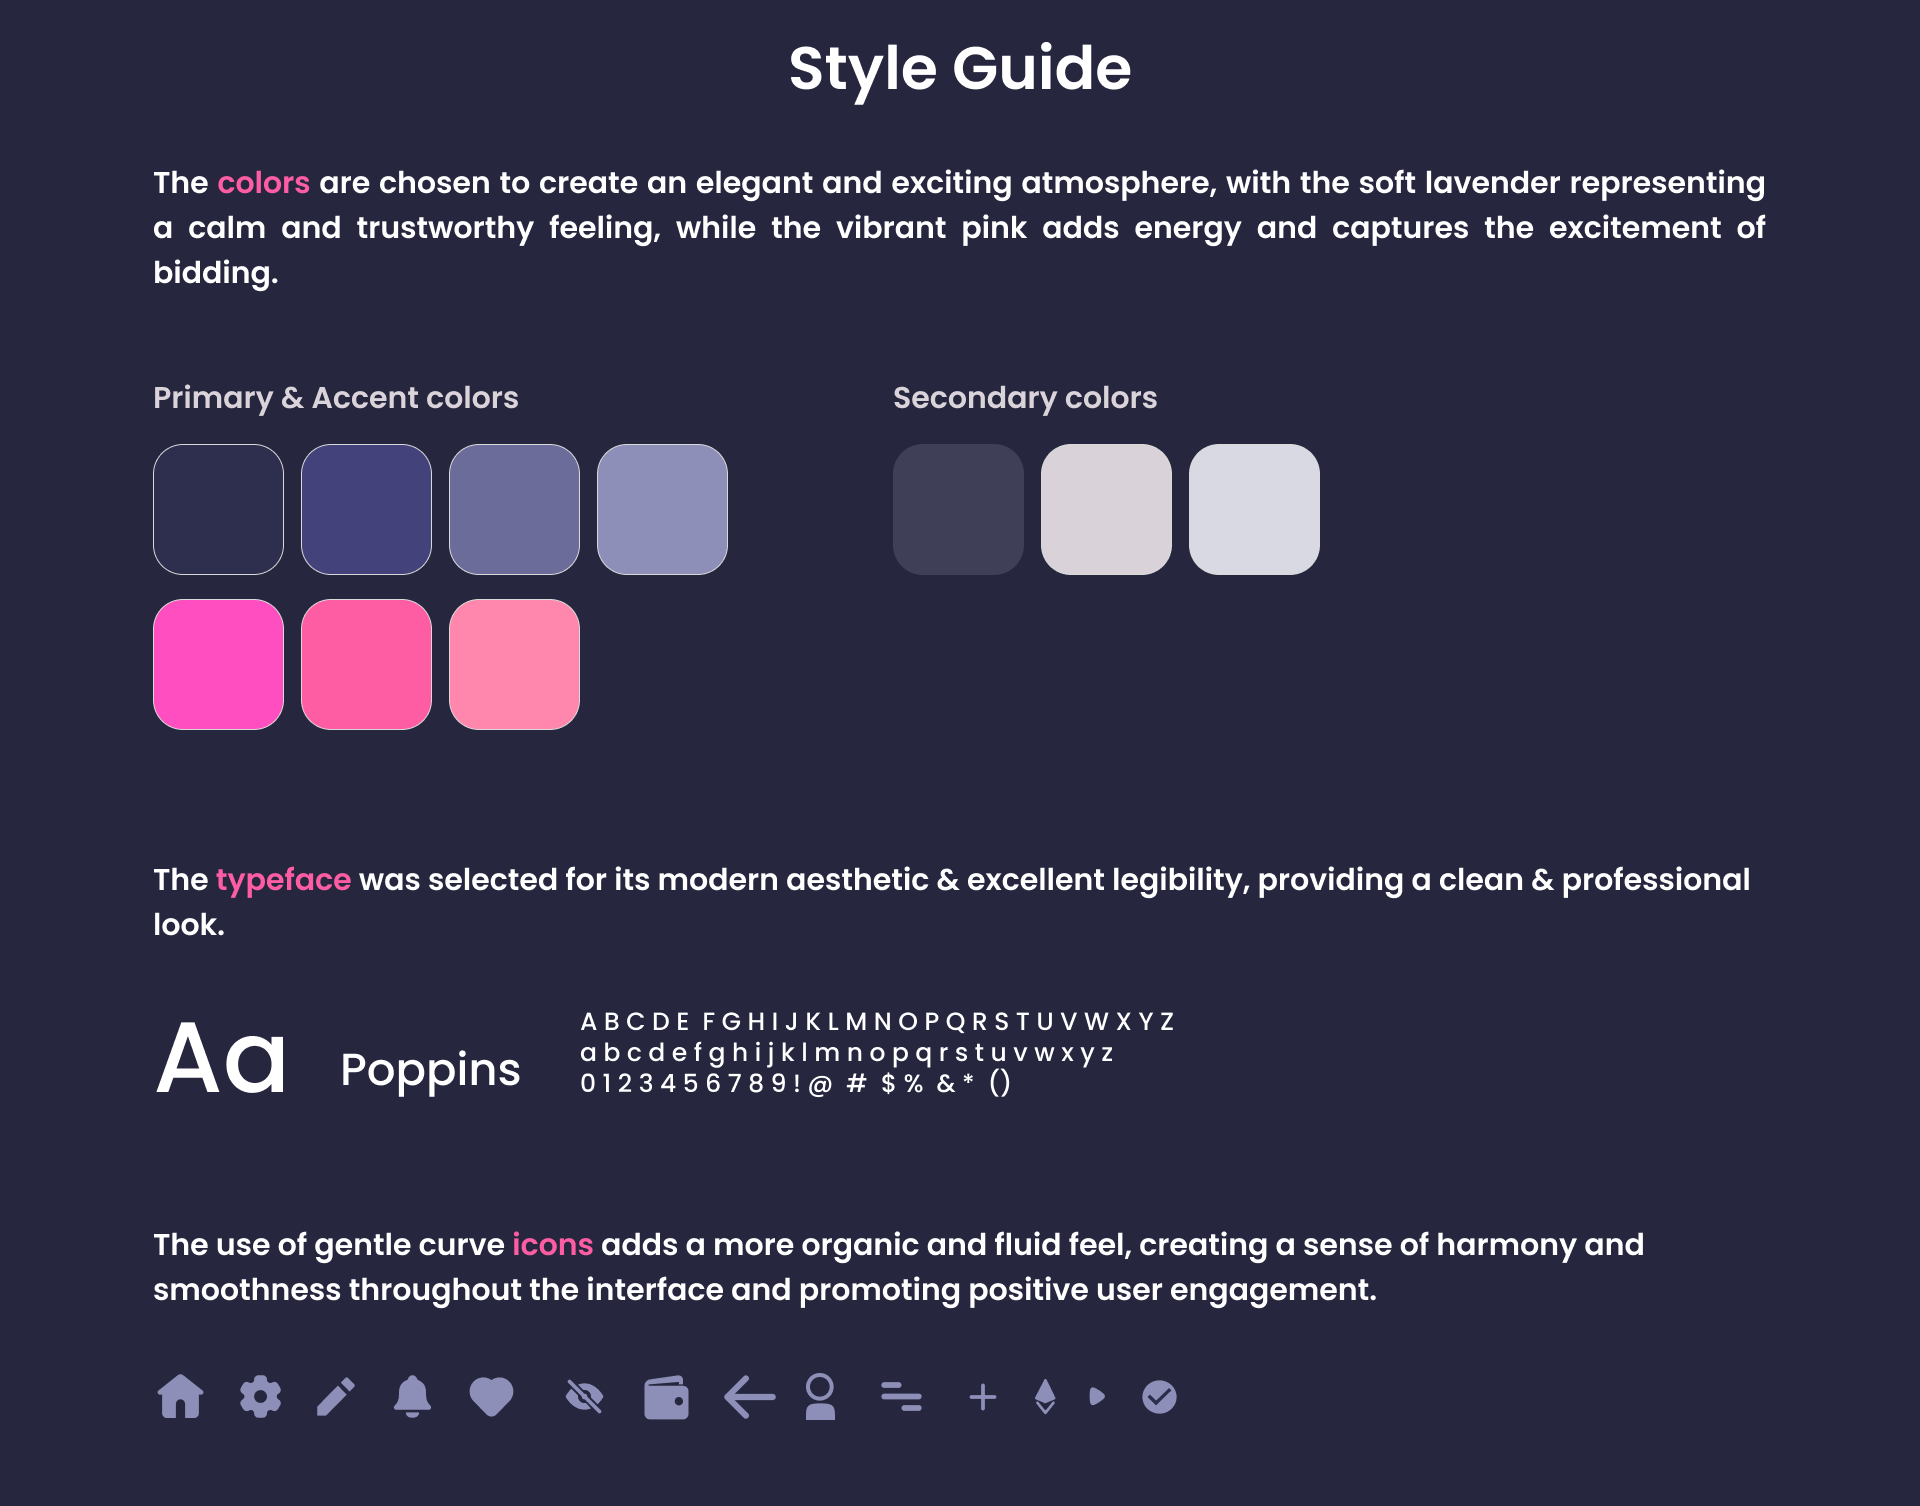 Style Guide
The colors are chosen to create an elegant and exciting atmosphere, with the soft lavender representing
a calm and trustworthy feeling, while the vibrant pink adds energy and captures the excitement of
bidding.
Primary & Accent colors
Secondary colors
The typeface was selected for its modern aesthetic & excellent legibility, providing a clean & professional
look.
Aa
Poppins
A B C D E F G H I J K L M N O P Q R S T U V W X Y Z
a b c d e f g h i j k l m n o p q r s t u v w x y z
0 1 2 3 4 5 6 7 8 9 ! @ # $ % & * ()
The use of gentle curve icons adds a more organic and fluid feel, creating a sense of harmony and
smoothness throughout the interface and promoting positive user engagement.